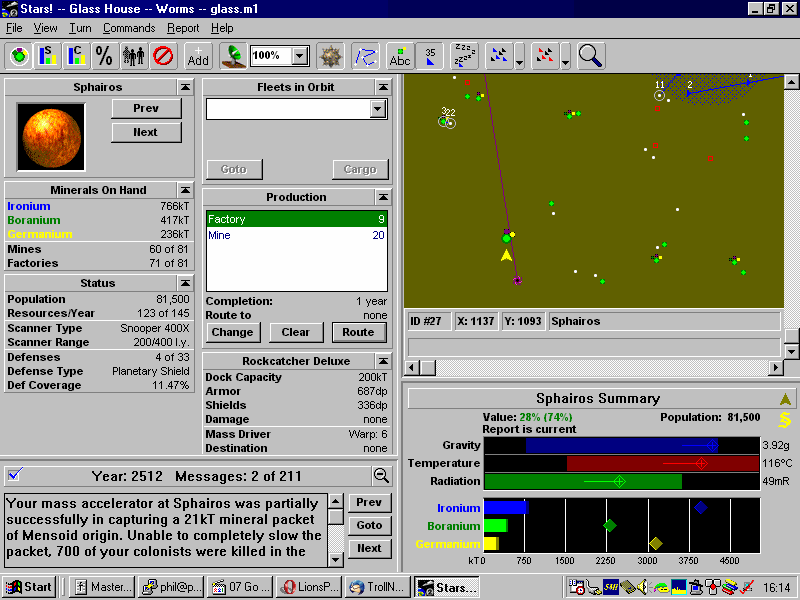 Stars! -- Glass House -- Worms -- glass.m1
File View Turn Commands Report Help
S C % Add 100% Abc 35 zzzz zzzz
Sphairos
Prev
Next
Minerals On Hand
Ironium 766kT
Boranium 417kT
Germanium 236kT
Mines 60 of 81
Factories 71 of 81
Status
Population 81,500
Resources/Year 123 of 145
Scanner Type Snooper 400X
Scanner Range 200/400 l.y.
Defenses 4 of 33
Defense Type Planetary Shield
Def Coverage 11.47%
Fleets in Orbit
Goto Cargo
Production
Factory 9
Mine 20
Completion: 1 year
Route to none
Change Clear Route
Rockcatcher Deluxe
Dock Capacity 200kT
Armor 687dp
Shields 336dp
Damage none
Mass Driver Warp: 6
Destination none
Year: 2512 Messages: 2 of 211
Your mass accelerator at Sphairos was partially
successfully in capturing a 21kT mineral packet
of Mensoid origin. Unable to completely slow the
packet, 700 of your colonists were killed in the
Prev
Goto
Next
11 2 1
322
ID #27 X: 1137 Y: 1093 Sphairos
Sphairos Summary
Value: 28% (74%) Population: 81,500
Report is current
Gravity 3.92g
Temperature 116°C
Radiation 49mR
Ironium
Boranium
Germanium
kT 0 750 1500 2250 3000 3750 4500
Start Master... phil@p... 07 Go ... LionsP... TrollN... Stars... 16:14